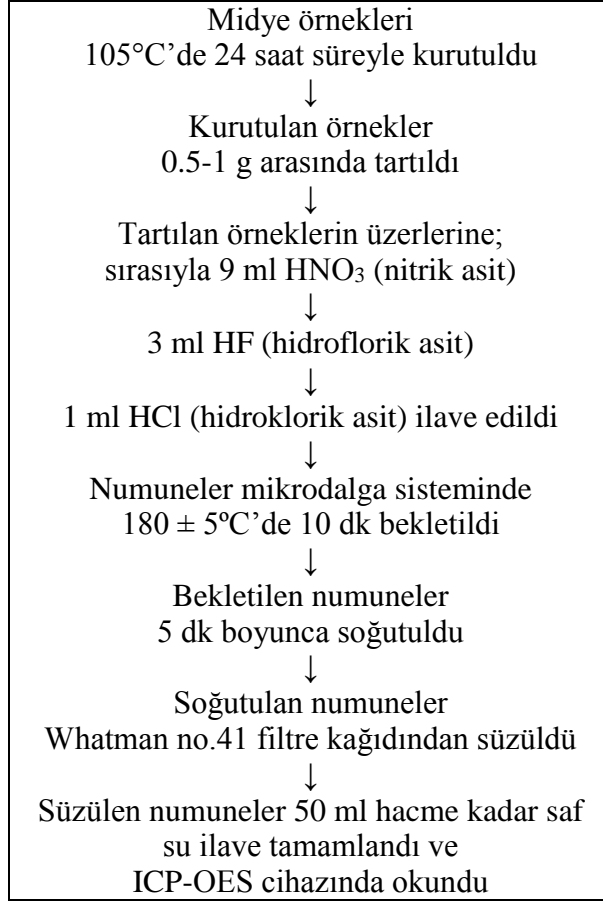 Midye örnekleri
105°C’de 24 saat süreyle kurutuldu
↓
Kurutulan örnekler
0.5-1 g arasında tartıldı
↓
Tartılan örneklerin üzerlerine;
sırasıyla 9 ml HNO₃ (nitrik asit)
↓
3 ml HF (hidroflorik asit)
↓
1 ml HCl (hidroklorik asit) ilave edildi
↓
Numuneler mikrodalga sisteminde
180 ± 5ºC’de 10 dk bekletildi
↓
Bekletilen numuneler
5 dk boyunca soğutuldu
↓
Soğutulan numuneler
Whatman no.41 filtre kağıdından süzüldü
↓
Süzülen numuneler 50 ml hacme kadar saf
su ilave tamamlandı ve
ICP-OES cihazında okundu